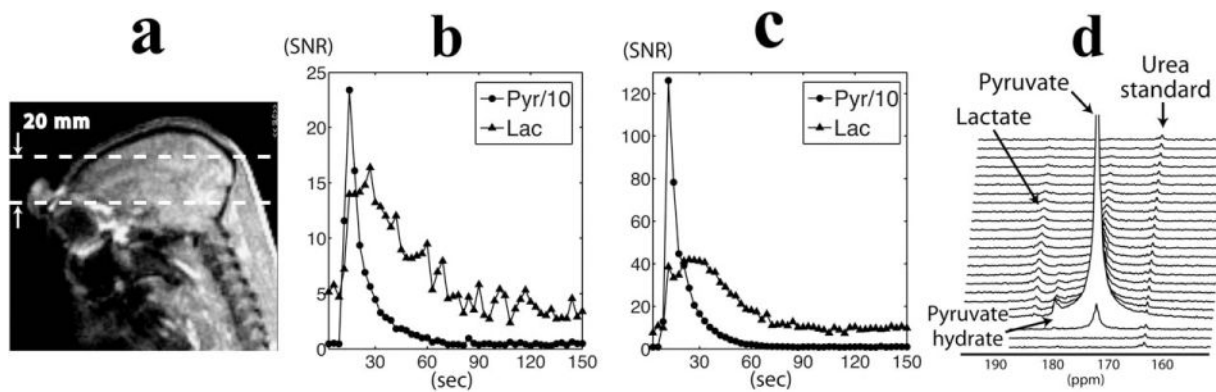 a
b
c
d
20 mm
(SNR)
25
20
15
10
5
0
30
60
90
120
150
(sec)
Pyr/10
Lac
(SNR)
120
100
80
60
40
20
0
30
60
90
120
150
(sec)
Pyr/10
Lac
Pyruvate
Urea
standard
Lactate
Pyruvate
hydrate
190
180
170
160
(ppm)